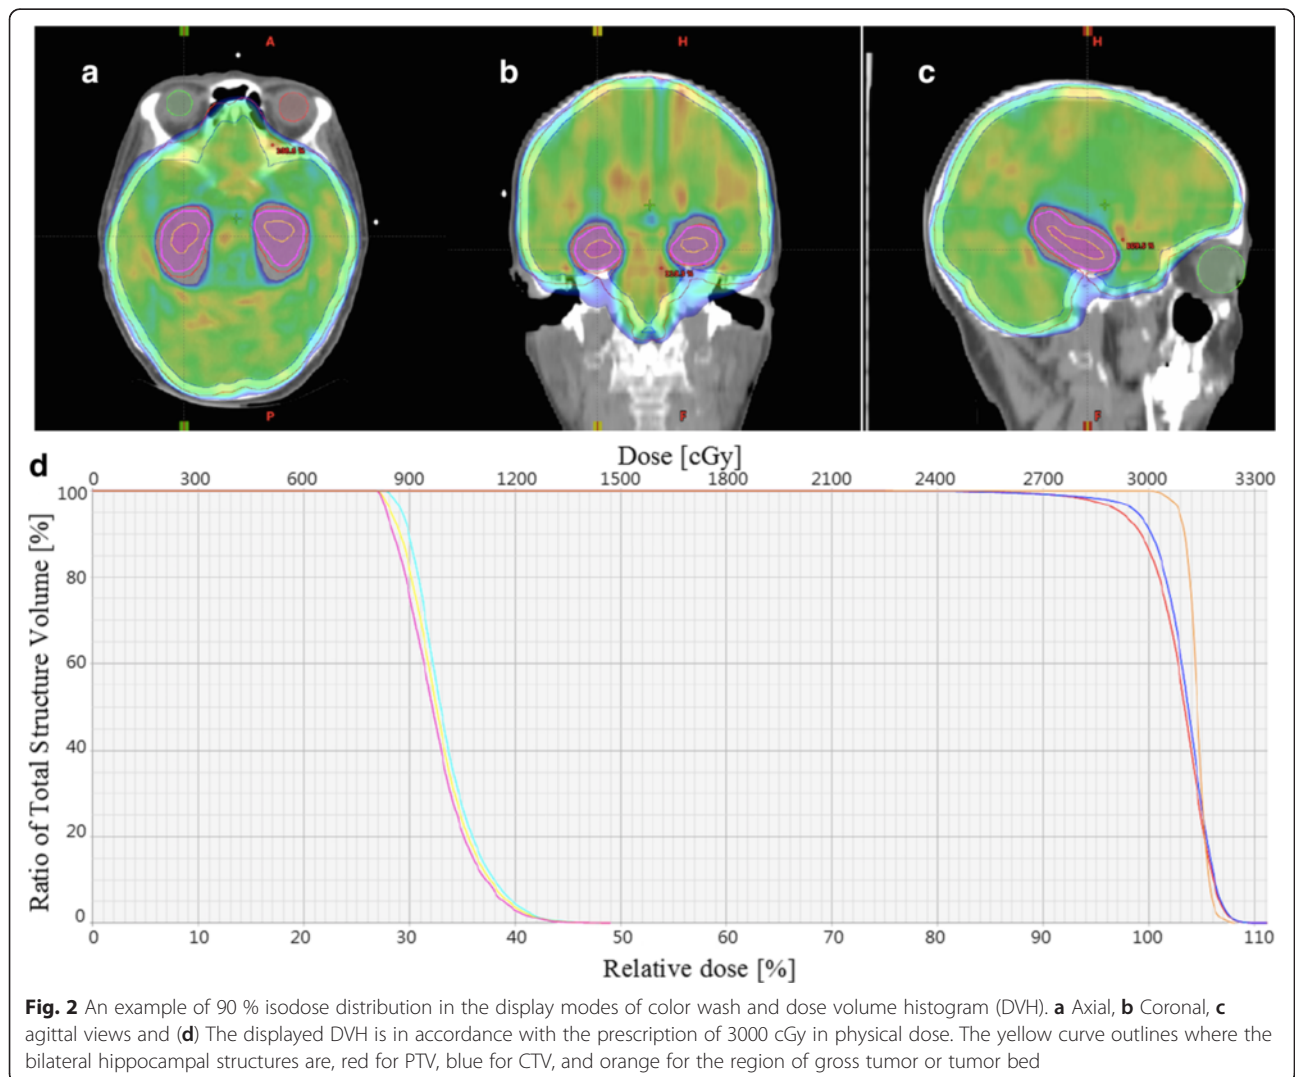 A
H
H
a
b
c
P
F
F
d
Dose [cGy]
0 300 600 900 1200 1500 1800 2100 2400 2700 3000 3300
Ratio of Total Structure Volume [%]
100
80
60
40
20
0
0 10 20 30 40 50 60 70 80 90 100 110
Relative dose [%]
Fig. 2 An example of 90 % isodose distribution in the display modes of color wash and dose volume histogram (DVH). a Axial, b Coronal, c
agittal views and (d) The displayed DVH is in accordance with the prescription of 3000 cGy in physical dose. The yellow curve outlines where the
bilateral hippocampal structures are, red for PTV, blue for CTV, and orange for the region of gross tumor or tumor bed